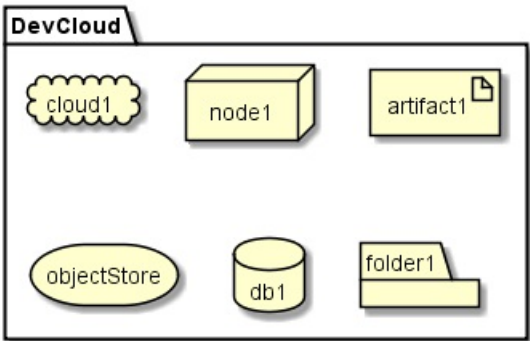 DevCloud
cloud1
node1
artifact1
objectStore
db1
folder1